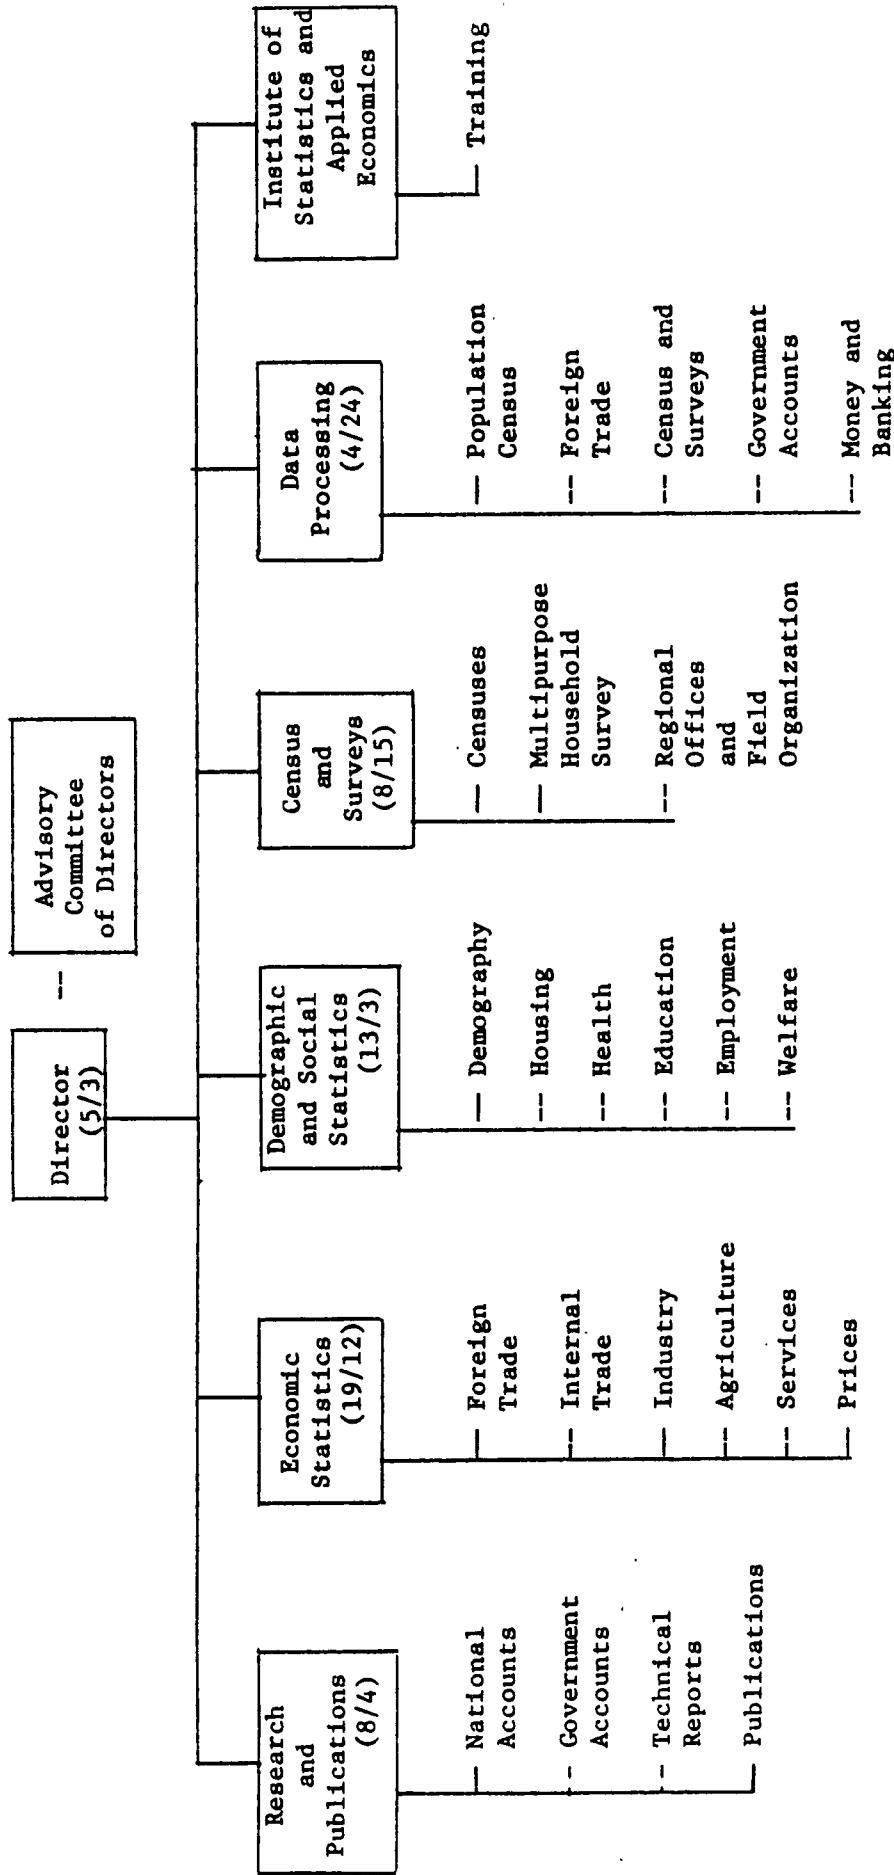 Director
(5/3)
--
Advisory
Committee
of Directors
Research
and
Publications
(8/4)
National
Accounts
Government
Accounts
Technical
Reports
Publications
Economic
Statistics
(19/12)
Foreign
Trade
-- Internal
Trade
Industry
-- Agriculture
-- Services
Prices
Demographic
and Social
Statistics
(13/3)
Demography
-- Housing
-- Health
-- Education
-- Employment
-- Welfare
Census
and
Surveys
(8/15)
Censuses
Multipurpose
Household
Survey
-- Regional
Offices
and
Field
Organization
Data
Processing
(4/24)
Population
Census
-- Foreign
Trade
-- Census and
Surveys
-- Government
Accounts
-- Money and
Banking
Institute of
Statistics and
Applied
Economics
Training